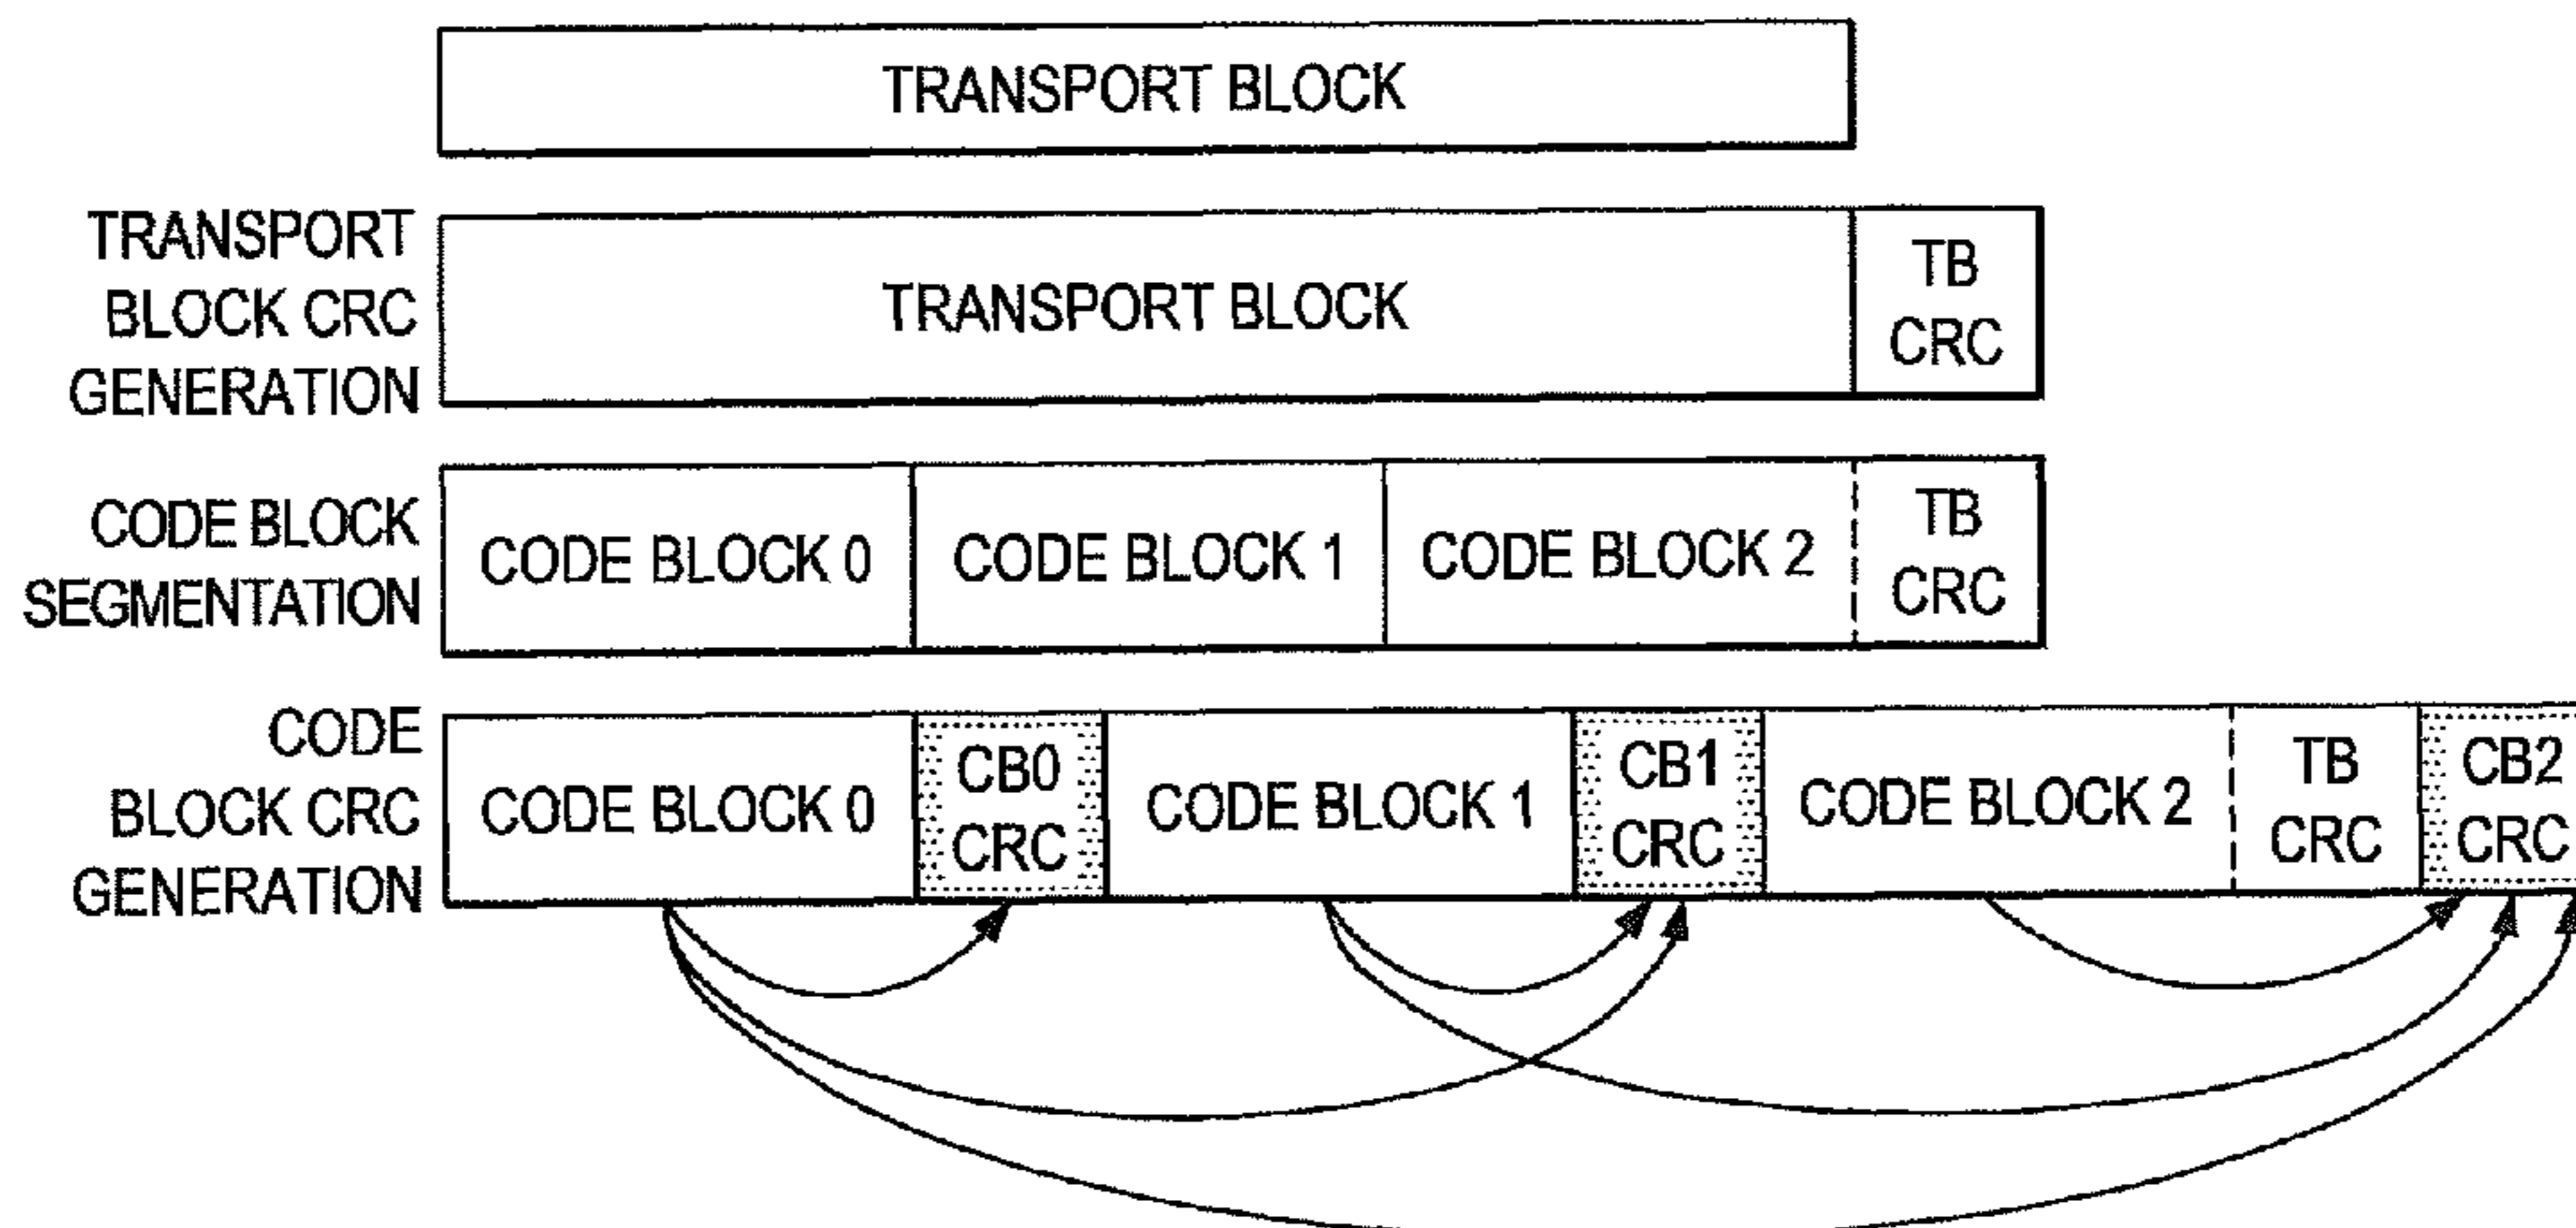 TRANSPORT BLOCK
TRANSPORT
BLOCK CRC
GENERATION
TRANSPORT BLOCK
TB
CRC
CODE BLOCK
SEGMENTATION
CODE BLOCK 0
CODE BLOCK 1
CODE BLOCK 2
TB
CRC
CODE
BLOCK CRC
GENERATION
CODE BLOCK 0
CB0
CRC
CODE BLOCK 1
CB1
CRC
CODE BLOCK 2
TB
CRC
CB2
CRC